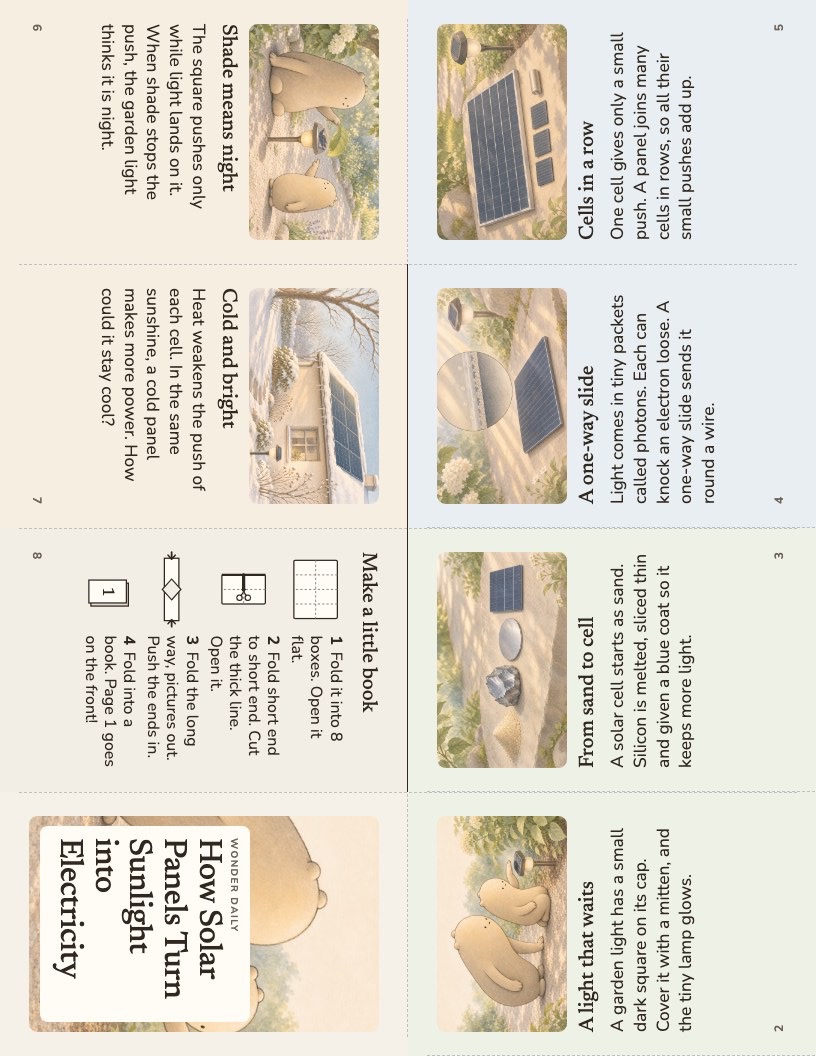 WONDER DAILY
How Solar
Panels Turn
Sunlight
into
Electricity
A light that waits
A garden light has a small
dark square on its cap.
Cover it with a mitten, and
the tiny lamp glows.
2
From sand to cell
A solar cell starts as sand.
Silicon is melted, sliced thin
and given a blue coat so it
keeps more light.
3
A one-way slide
Light comes in tiny packets
called photons. Each can
knock an electron loose. A
one-way slide sends it
round a wire.
4
Cells in a row
One cell gives only a small
push. A panel joins many
cells in rows, so all their
small pushes add up.
5
Shade means night
The square pushes only
while light lands on it.
When shade stops the
push, the garden light
thinks it is night.
6
Cold and bright
Heat weakens the push of
each cell. In the same
sunshine, a cold panel
makes more power. How
could it stay cool?
7
Make a little book
1 Fold it into 8
boxes. Open it
flat.
2 Fold short end
to short end. Cut
the thick line.
Open it.
3 Fold the long
way, pictures out.
Push the ends in.
1
4 Fold into a
book. Page 1 goes
on the front!
8